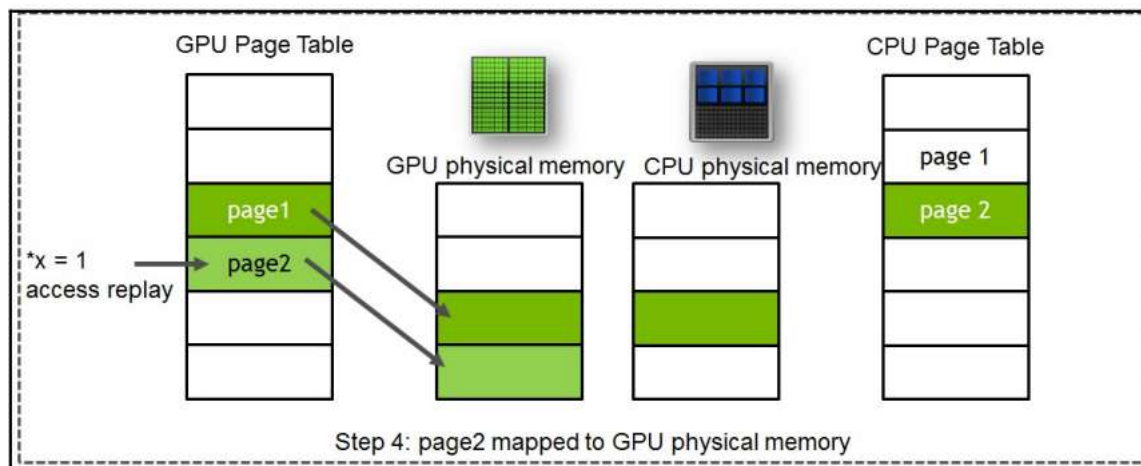 GPU Page Table
CPU Page Table
GPU physical memory
CPU physical memory
page 1
page1
page 2
*x = 1
access replay
page2
Step 4: page2 mapped to GPU physical memory